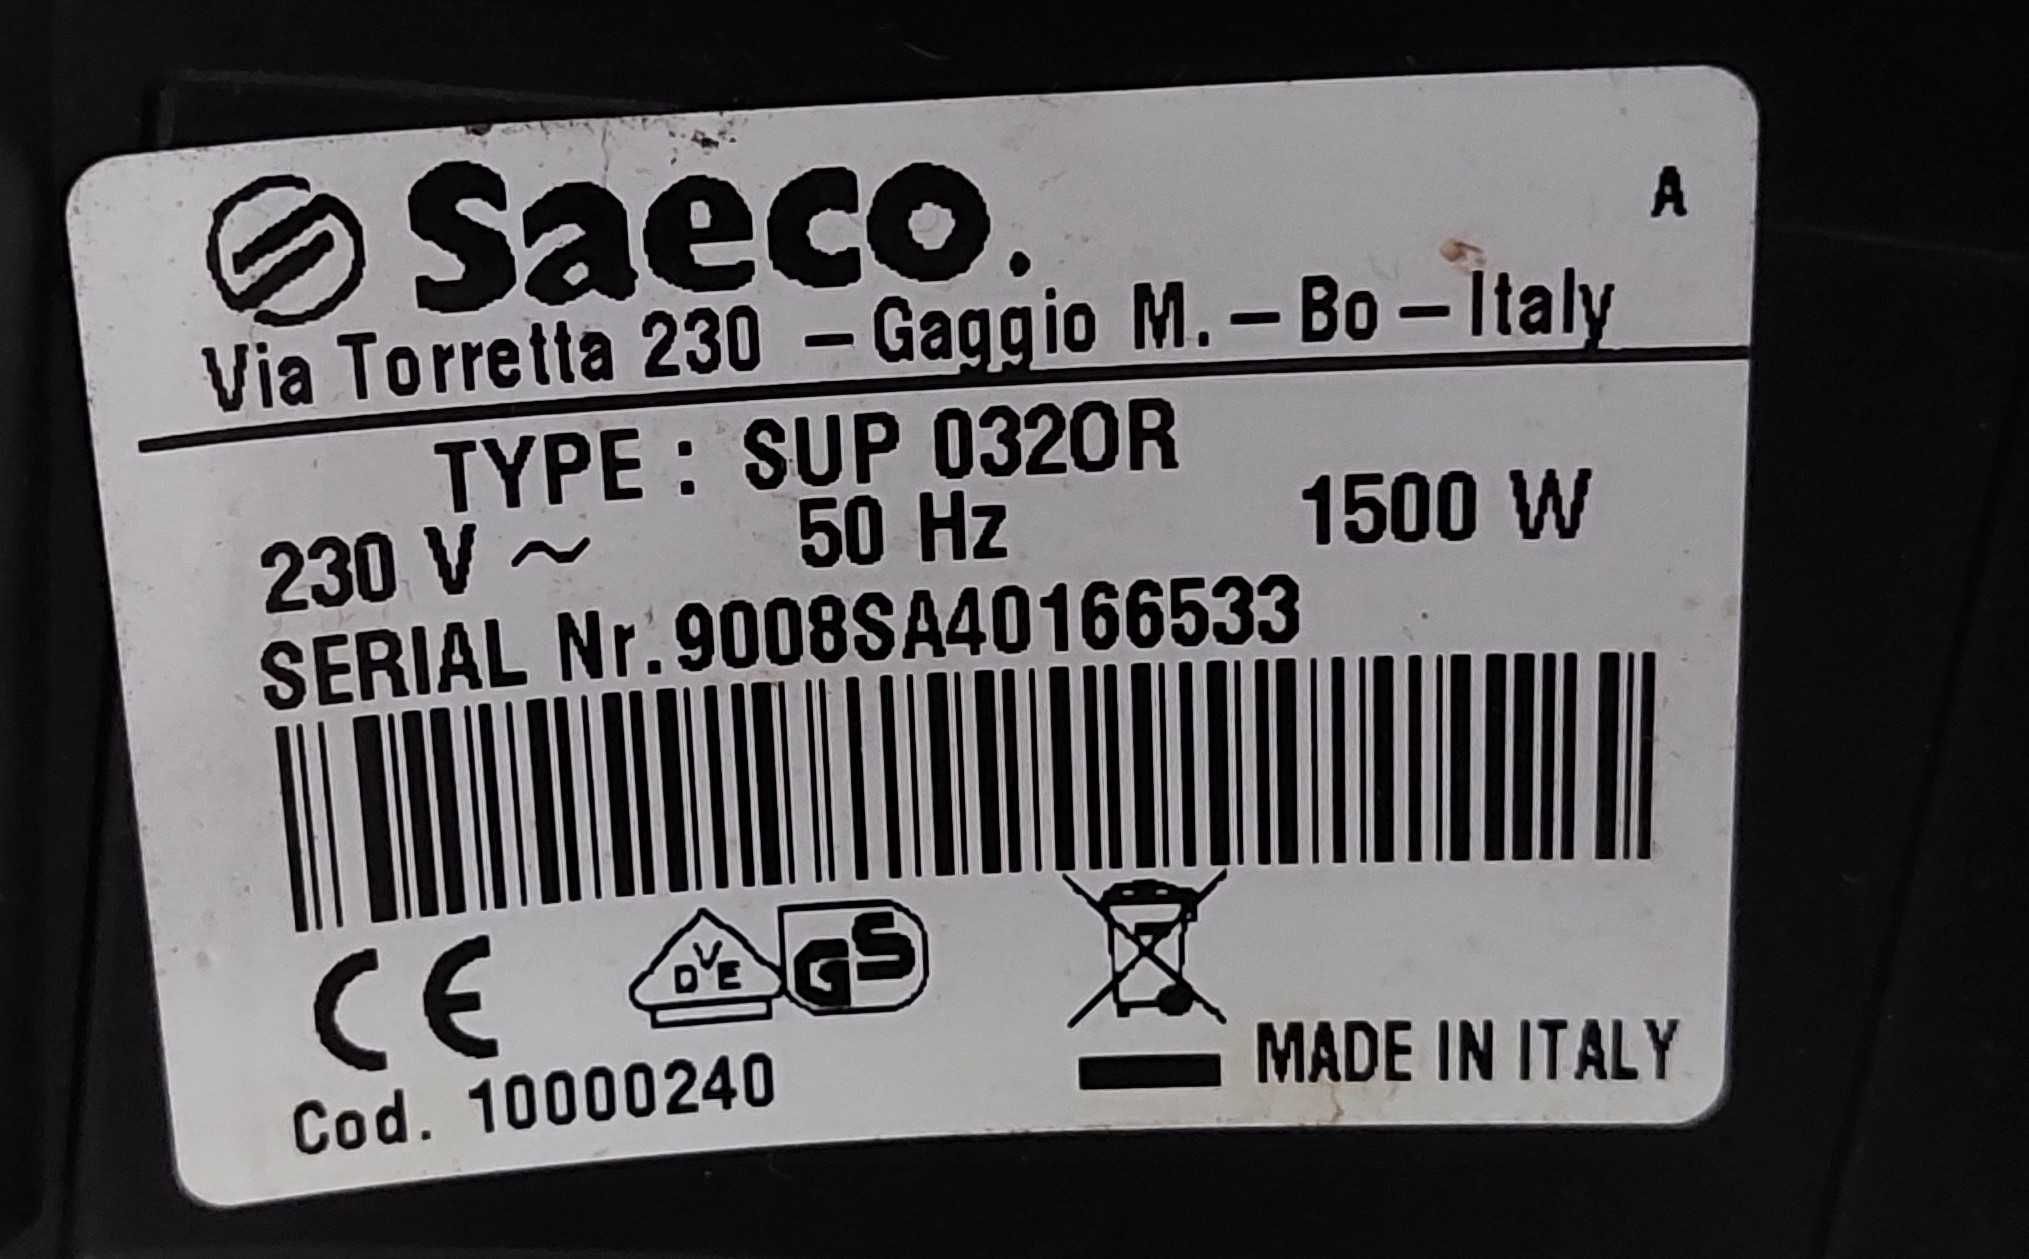 Saeco.
A
Via Torretta 230 – Gaggio M. – Bo – Italy
TYPE : SUP 032OR
230 V ~ 50 Hz 1500 W
SERIAL Nr. 9008SA40166533
CE DVE GS
MADE IN ITALY
Cod. 10000240